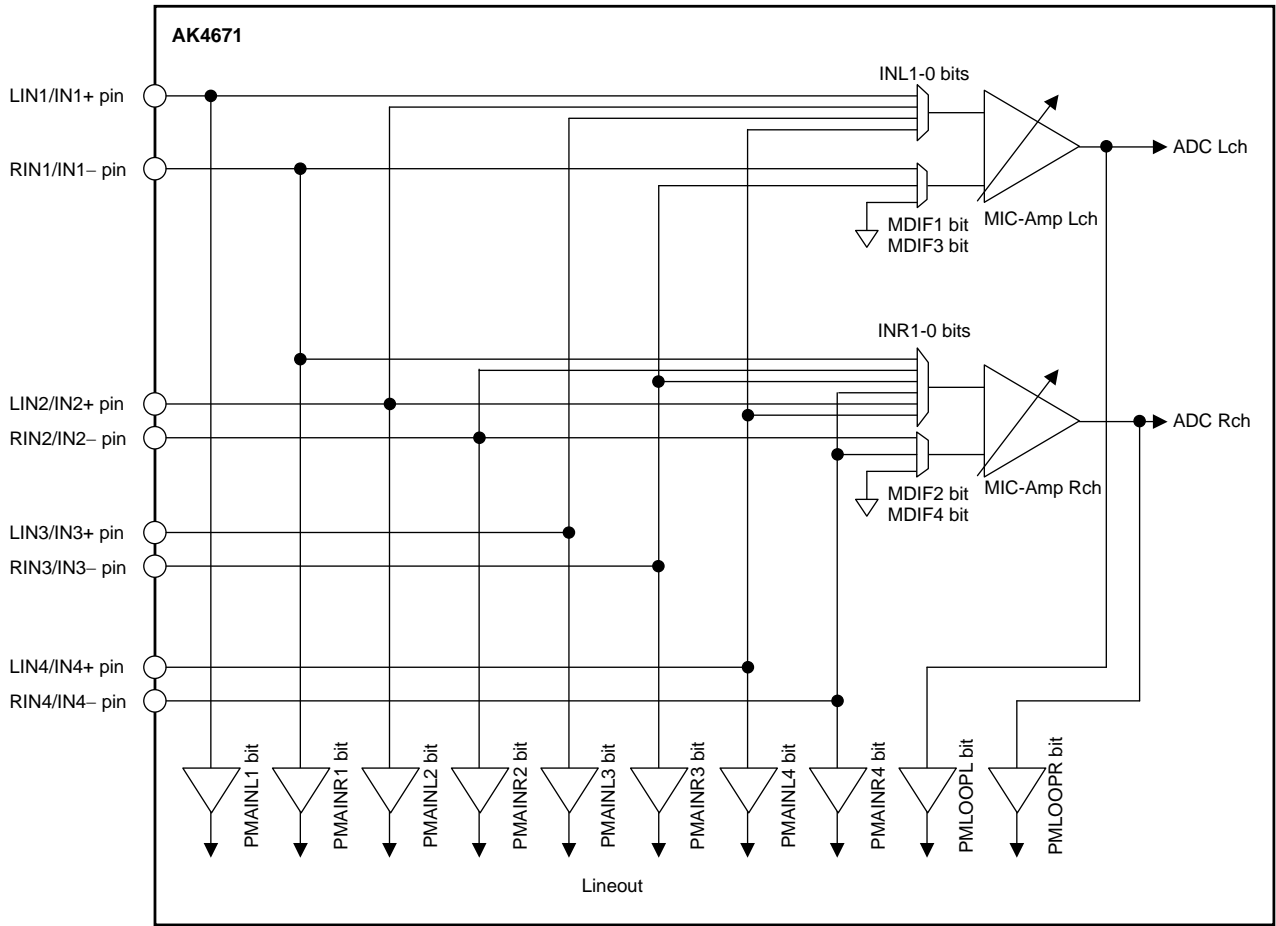 AK4671
INL1-0 bits
LIN1/IN1+ pin
ADC Lch
RIN1/IN1− pin
MIC-Amp Lch
MDIF1 bit
MDIF3 bit
INR1-0 bits
LIN2/IN2+ pin
ADC Rch
RIN2/IN2− pin
MIC-Amp Rch
MDIF2 bit
MDIF4 bit
LIN3/IN3+ pin
RIN3/IN3− pin
LIN4/IN4+ pin
RIN4/IN4− pin
PMAINL1 bit
PMAINR1 bit
PMAINL2 bit
PMAINR2 bit
PMAINL3 bit
PMAINR3 bit
PMAINL4 bit
PMAINR4 bit
PMLOOPL bit
PMLOOPR bit
Lineout